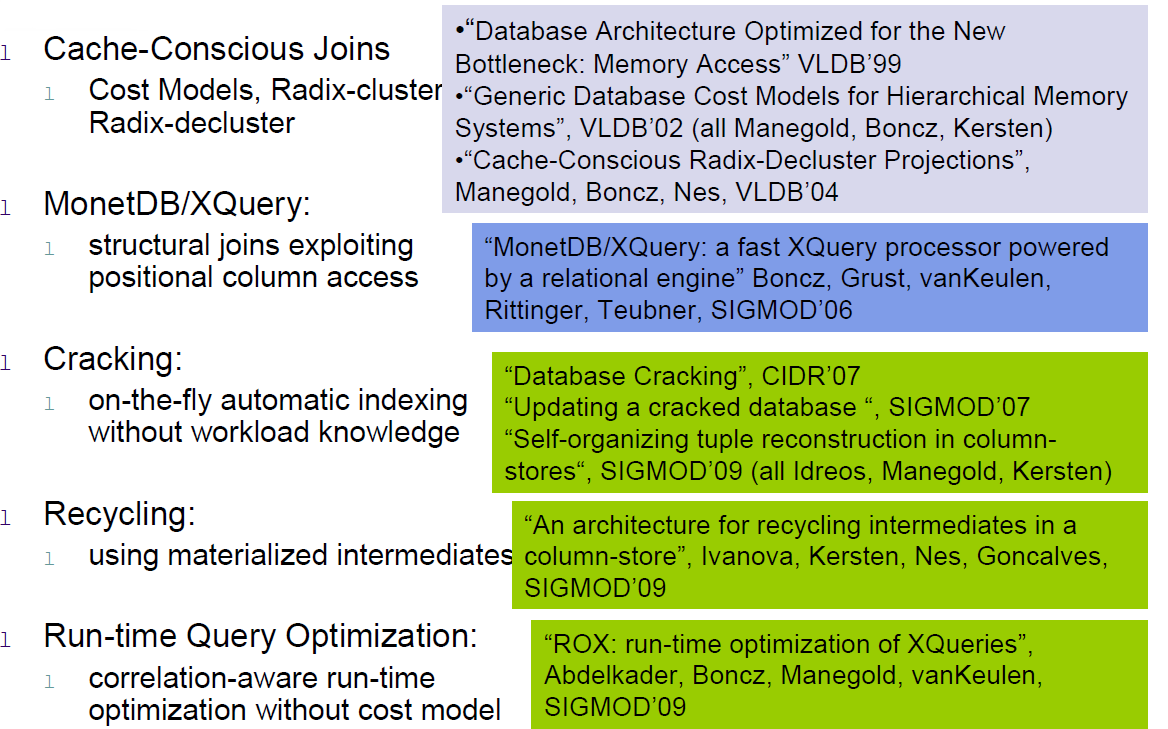 l Cache-Conscious Joins
l Cost Models, Radix-cluster
Radix-decluster
•“Database Architecture Optimized for the New
Bottleneck: Memory Access” VLDB’99
•“Generic Database Cost Models for Hierarchical Memory
Systems”, VLDB’02 (all Manegold, Boncz, Kersten)
•“Cache-Conscious Radix-Decluster Projections”,
Manegold, Boncz, Nes, VLDB’04
l MonetDB/XQuery:
l structural joins exploiting
positional column access
“MonetDB/XQuery: a fast XQuery processor powered
by a relational engine” Boncz, Grust, vanKeulen,
Rittinger, Teubner, SIGMOD’06
l Cracking:
l on-the-fly automatic indexing
without workload knowledge
“Database Cracking”, CIDR’07
“Updating a cracked database “, SIGMOD’07
“Self-organizing tuple reconstruction in column-
stores“, SIGMOD’09 (all Idreos, Manegold, Kersten)
l Recycling:
l using materialized intermediates
“An architecture for recycling intermediates in a
column-store”, Ivanova, Kersten, Nes, Goncalves,
SIGMOD’09
l Run-time Query Optimization:
l correlation-aware run-time
optimization without cost model
“ROX: run-time optimization of XQueries”,
Abdelkader, Boncz, Manegold, vanKeulen,
SIGMOD’09